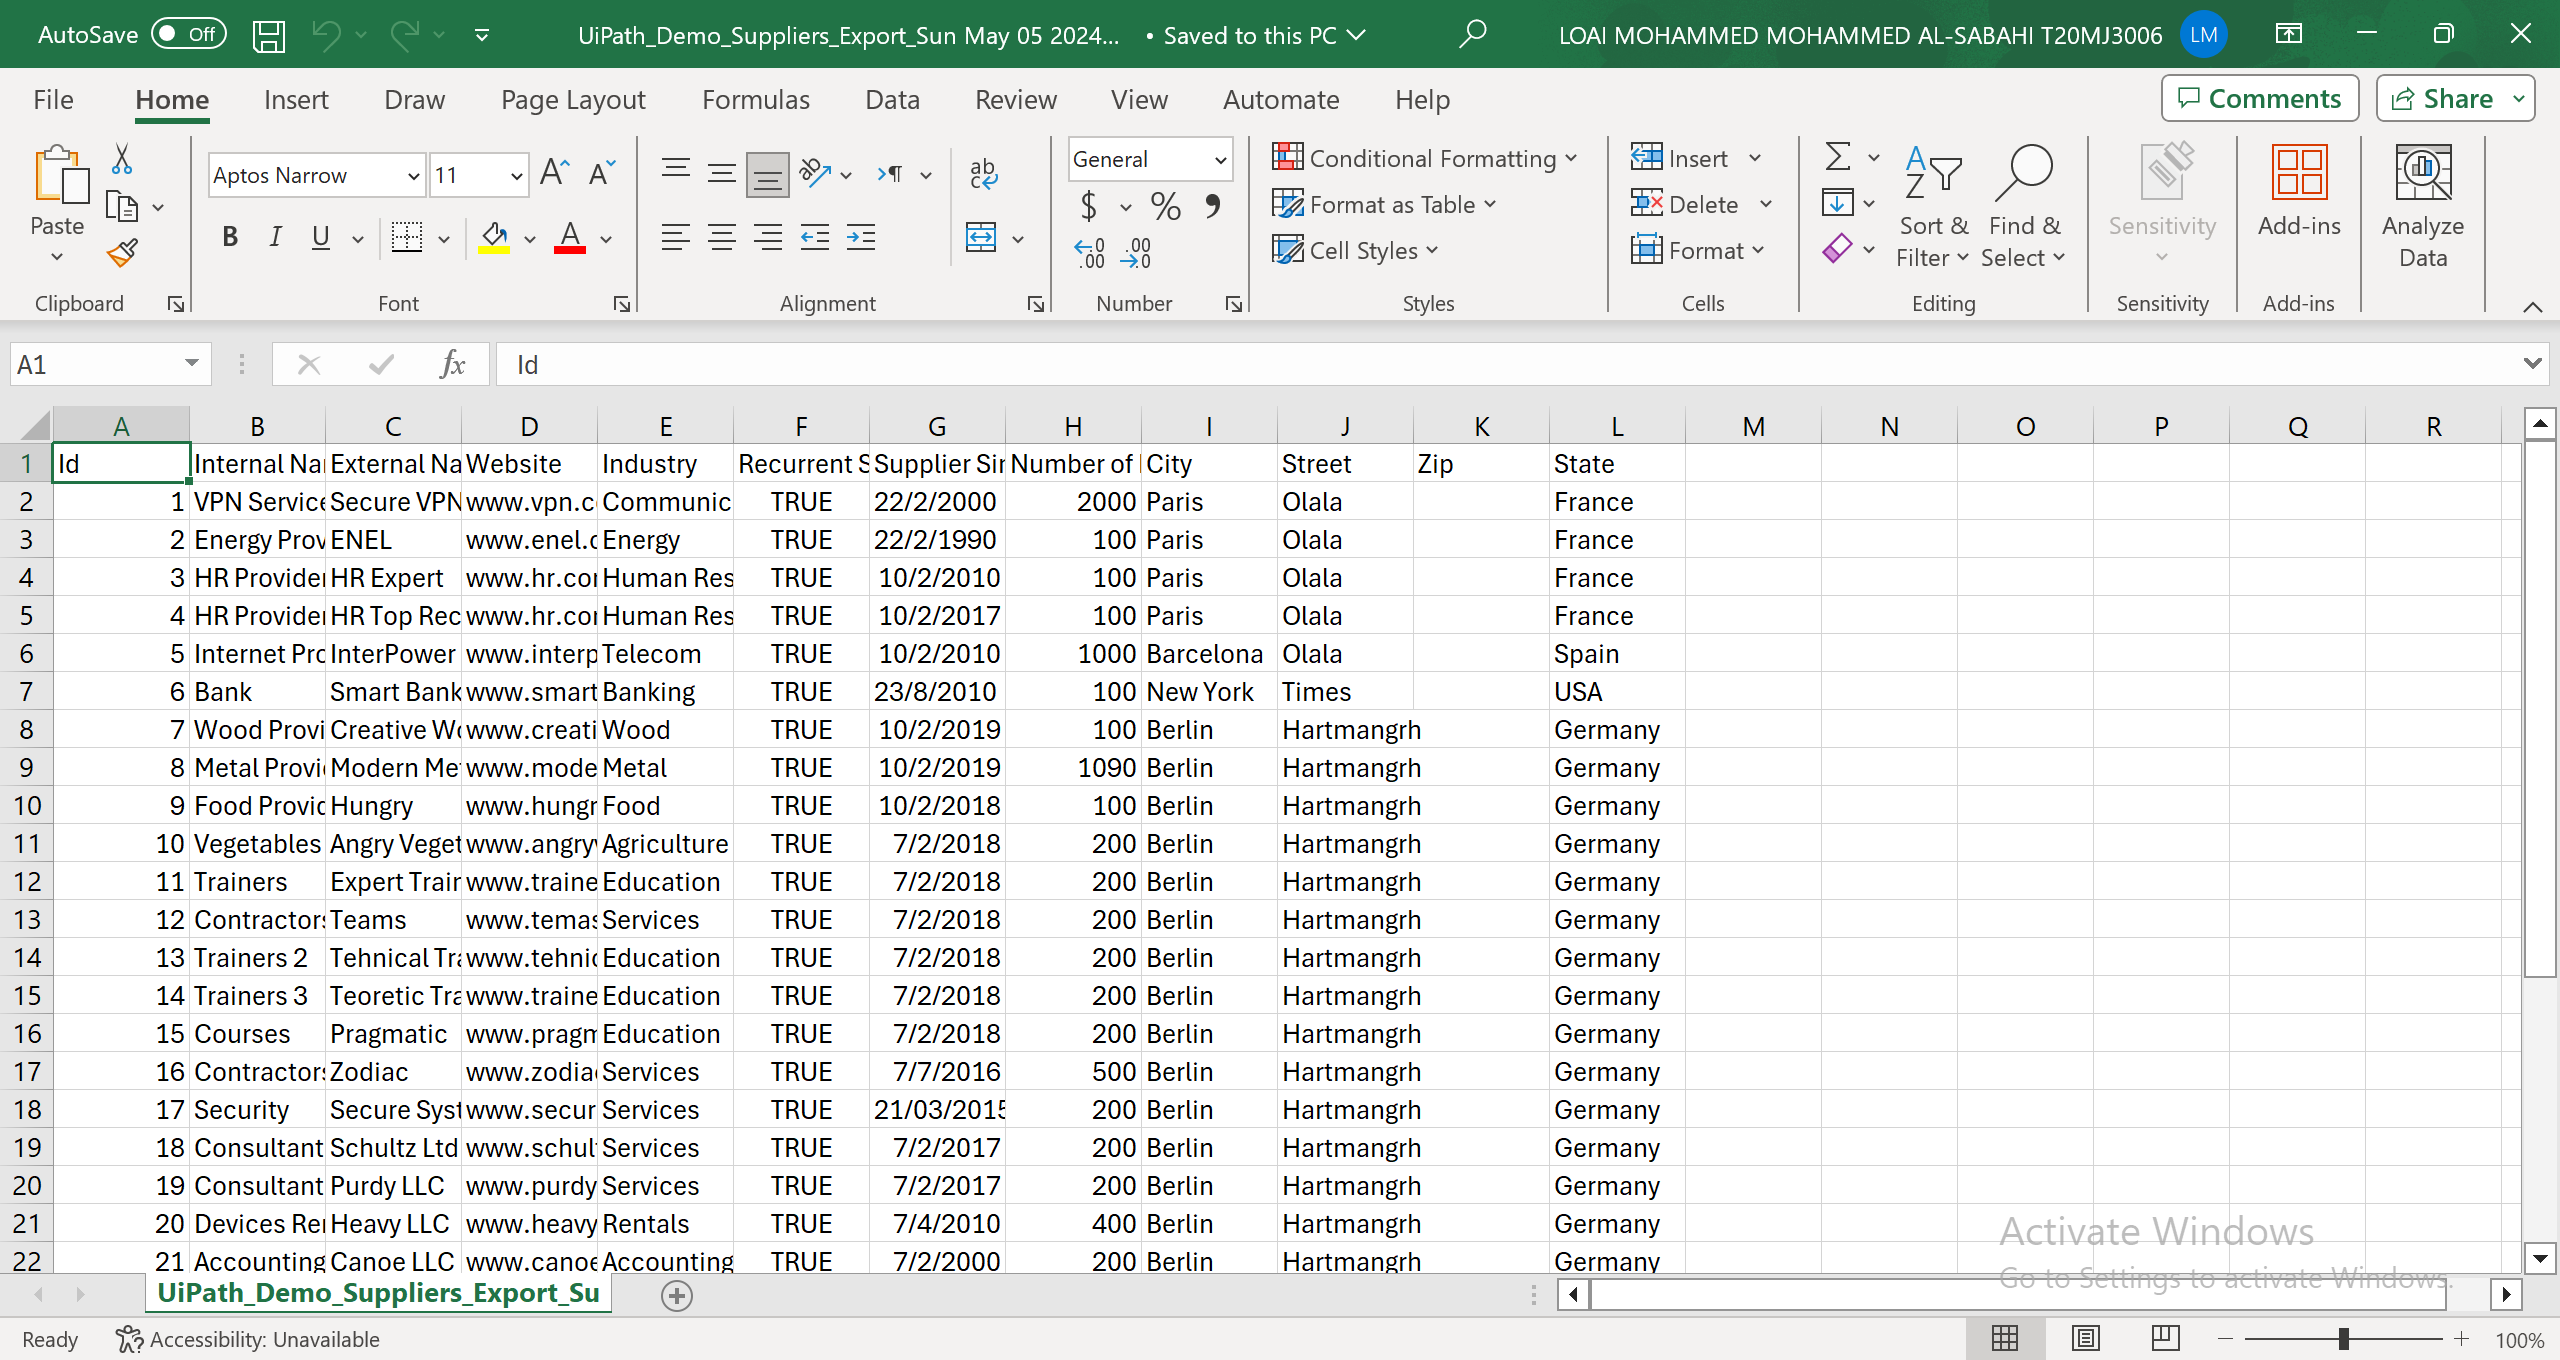 AutoSave Off UiPath_Demo_Suppliers_Export_Sun May 05 2024... • Saved to this PC LOAI MOHAMMED MOHAMMED AL-SABAHI T20MJ3006 LM
File Home Insert Draw Page Layout Formulas Data Review View Automate Help Comments Share
Paste
Clipboard
Aptos Narrow 11
B I U
Font
Alignment
General
$ % ,
Number
Conditional Formatting
Format as Table
Cell Styles
Styles
Insert
Delete
Format
Cells
Sort & Filter
Find & Select
Editing
Sensitivity
Sensitivity
Add-ins
Add-ins
Analyze Data
A1 fx Id
A B C D E F G H I J K L M N O P Q R
1 Id Internal Na External Na Website Industry Recurrent S Supplier Sin Number of City Street Zip State
2 1 VPN Service Secure VPN www.vpn.c Communic TRUE 22/2/2000 2000 Paris Olala France
3 2 Energy Prov ENEL www.enel.c Energy TRUE 22/2/1990 100 Paris Olala France
4 3 HR Provider HR Expert www.hr.cor Human Res TRUE 10/2/2010 100 Paris Olala France
5 4 HR Provider HR Top Rec www.hr.cor Human Res TRUE 10/2/2017 100 Paris Olala France
6 5 Internet Pro InterPower www.interp Telecom TRUE 10/2/2010 1000 Barcelona Olala Spain
7 6 Bank Smart Bank www.smart Banking TRUE 23/8/2010 100 New York Times USA
8 7 Wood Provi Creative Wo www.creati Wood TRUE 10/2/2019 100 Berlin Hartmangrh Germany
9 8 Metal Provi Modern Me www.mode Metal TRUE 10/2/2019 1090 Berlin Hartmangrh Germany
10 9 Food Provid Hungry www.hungr Food TRUE 10/2/2018 100 Berlin Hartmangrh Germany
11 10 Vegetables Angry Veget www.angry Agriculture TRUE 7/2/2018 200 Berlin Hartmangrh Germany
12 11 Trainers Expert Train www.traine Education TRUE 7/2/2018 200 Berlin Hartmangrh Germany
13 12 Contractors Teams www.temas Services TRUE 7/2/2018 200 Berlin Hartmangrh Germany
14 13 Trainers 2 Tehnical Tra www.tehnic Education TRUE 7/2/2018 200 Berlin Hartmangrh Germany
15 14 Trainers 3 Teoretic Tra www.traine Education TRUE 7/2/2018 200 Berlin Hartmangrh Germany
16 15 Courses Pragmatic www.pragm Education TRUE 7/2/2018 200 Berlin Hartmangrh Germany
17 16 Contractors Zodiac www.zodia Services TRUE 7/7/2016 500 Berlin Hartmangrh Germany
18 17 Security Secure Syst www.secur Services TRUE 21/03/2015 200 Berlin Hartmangrh Germany
19 18 Consultant Schultz Ltd www.schul Services TRUE 7/2/2017 200 Berlin Hartmangrh Germany
20 19 Consultant Purdy LLC www.purdy Services TRUE 7/2/2017 200 Berlin Hartmangrh Germany
21 20 Devices Rer Heavy LLC www.heavy Rentals TRUE 7/4/2010 400 Berlin Hartmangrh Germany
22 21 Accounting Canoe LLC www.canoe Accounting TRUE 7/2/2000 200 Berlin Hartmangrh Germany
Activate Windows
Go to Settings to activate Windows.
UiPath_Demo_Suppliers_Export_Su
Ready Accessibility: Unavailable 100%